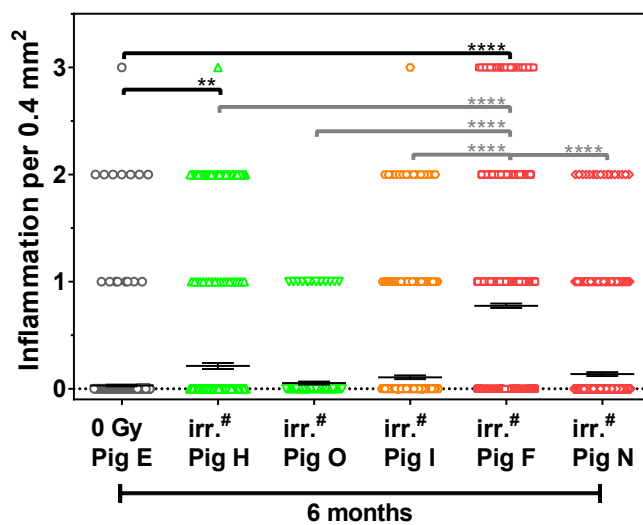 Inflammation per 0.4 mm²
3
2
1
0
****
**
****
****
**** ****
0 Gy irr.# irr.# irr.# irr.# irr.#
Pig E Pig H Pig O Pig I Pig F Pig N
6 months